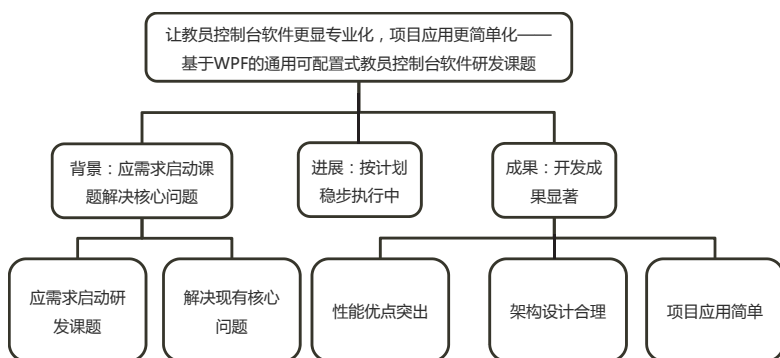 让教员控制台软件更显专业化，项目应用更简单化——
基于WPF的通用可配置式教员控制台软件研发课题
背景：应需求启动课
题解决核心问题
进展：按计划
稳步执行中
成果：开发成
果显著
应需求启动研
发课题
解决现有核心
问题
性能优点突出
架构设计合理
项目应用简单